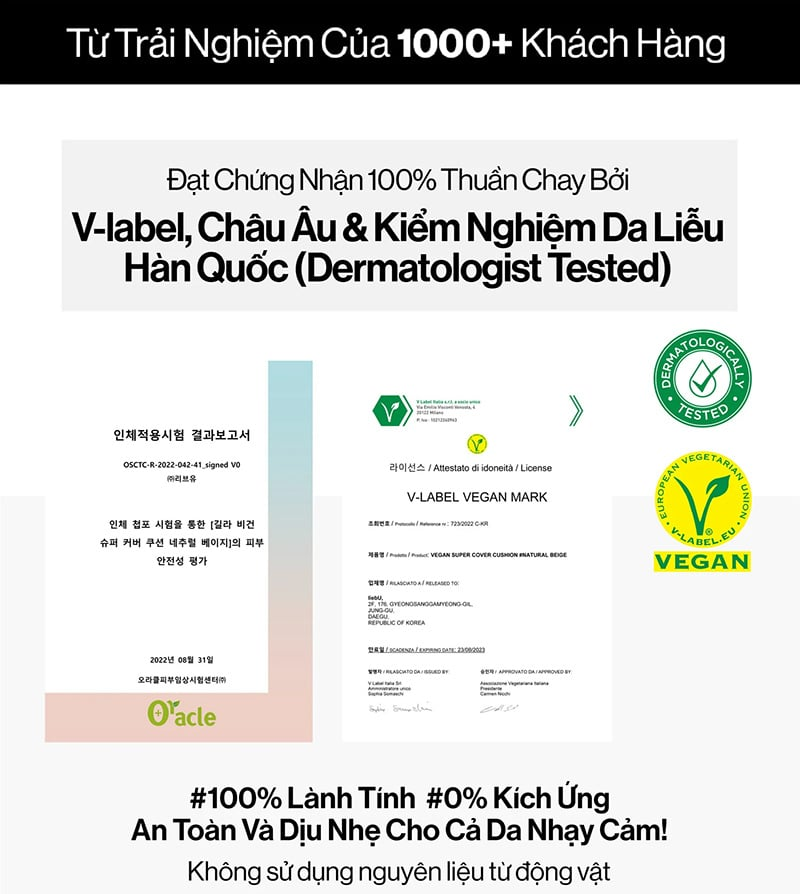 Từ Trải Nghiệm Của 1000+ Khách Hàng
Đạt Chứng Nhận 100% Thuần Chay Bởi
V-label, Châu Âu & Kiểm Nghiệm Da Liễu
Hàn Quốc (Dermatologist Tested)
DERMATOLOGICALLY
TESTED
EUROPEAN VEGETARIAN UNION
V-LABEL.EU
VEGAN
인체적용시험 결과보고서
OSCTC-R-2022-042-41_signed V0
㈜리브유
인체 첩포 시험을 통한 [길라 비건
슈퍼 커버 쿠션 네추럴 베이지]의 피부
안전성 평가
2022년 08월 31일
오라클피부임상시험센터㈜
Oracle
V-Label Italia s.r.l. a socio unico
Via Emilio Visconti Venosta, 4
20122 Milano
P. Iva - 10212260963
라이선스 / Attestato di idoneità / License
V-LABEL VEGAN MARK
조회번호 / Protocollo / Reference nr.: 723/2022 C-KR
제품명 / Prodotto / Product: VEGAN SUPER COVER CUSHION #NATURAL BEIGE
업체명 / RILASCIATO A / RELEASED TO:
liebU,
2F, 176, GYEONGSANGGAMYEONG-GIL,
JUNG-GU,
DAEGU,
REPUBLIC OF KOREA
만료일 / SCADENZA / EXPIRING DATE: 23/08/2023
발행자 / RILASCIATO DA / ISSUED BY:
V-Label Italia Srl
Amministratore unico
Sophia Somaschi
승인자 / APPROVATO DA / APPROVED BY:
Associazione Vegetariana Italiana
Presidente
Carmen Nicchi
#100% Lành Tính #0% Kích Ứng
An Toàn Và Dịu Nhẹ Cho Cả Da Nhạy Cảm!
Không sử dụng nguyên liệu từ động vật